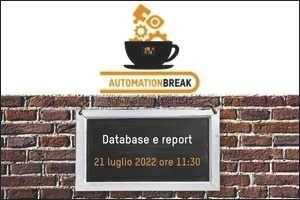 AUTOMATIONBREAK
Database e report
21 luglio 2022 ore 11:30